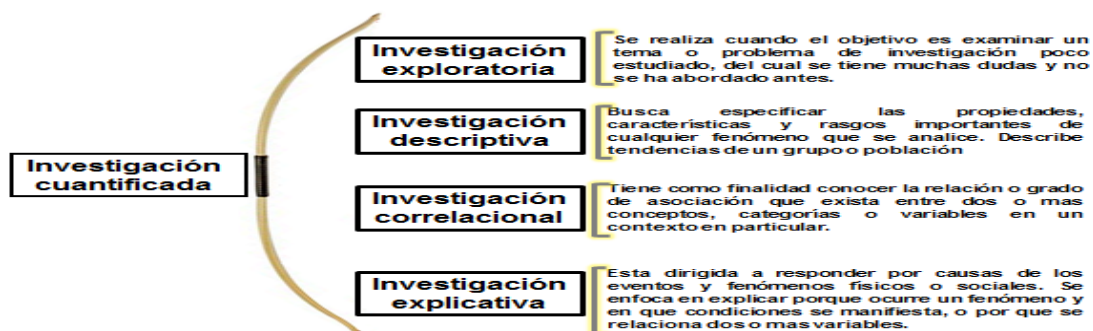 Investigación
cuantificada
Investigación
exploratoria
Se realiza cuando el objetivo es examinar un
tema o problema de investigación poco
estudiado, del cual se tiene muchas dudas y no
se ha abordado antes.
Investigación
descriptiva
Busca especificar las propiedades,
características y rasgos importantes de
cualquier fenómeno que se analice. Describe
tendencias de un grupo o población
Investigación
correlacional
Tiene como finalidad conocer la relación o grado
de asociación que exista entre dos o mas
conceptos, categorías o variables en un
contexto en particular.
Investigación
explicativa
Esta dirigida a responder por causas de los
eventos y fenómenos físicos o sociales. Se
enfoca en explicar porque ocurre un fenómeno y
en que condiciones se manifiesta, o por que se
relaciona dos o mas variables.